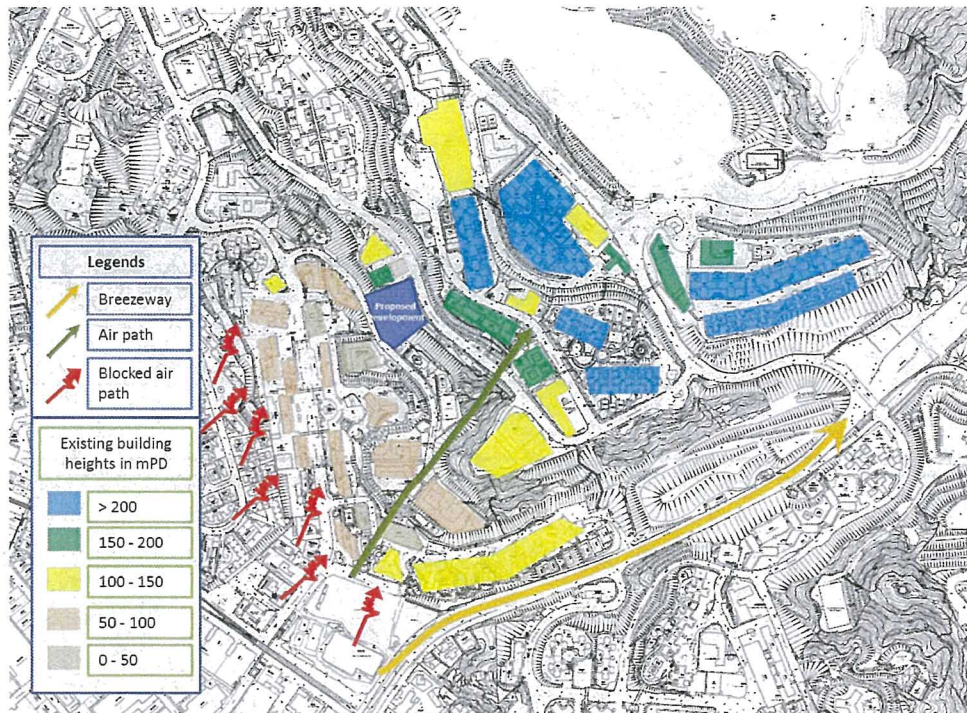 Legends
Breezeway
Air path
Blocked air
path
Existing building
heights in mPD
> 200
150 - 200
100 - 150
50 - 100
0 - 50
Proposed
development